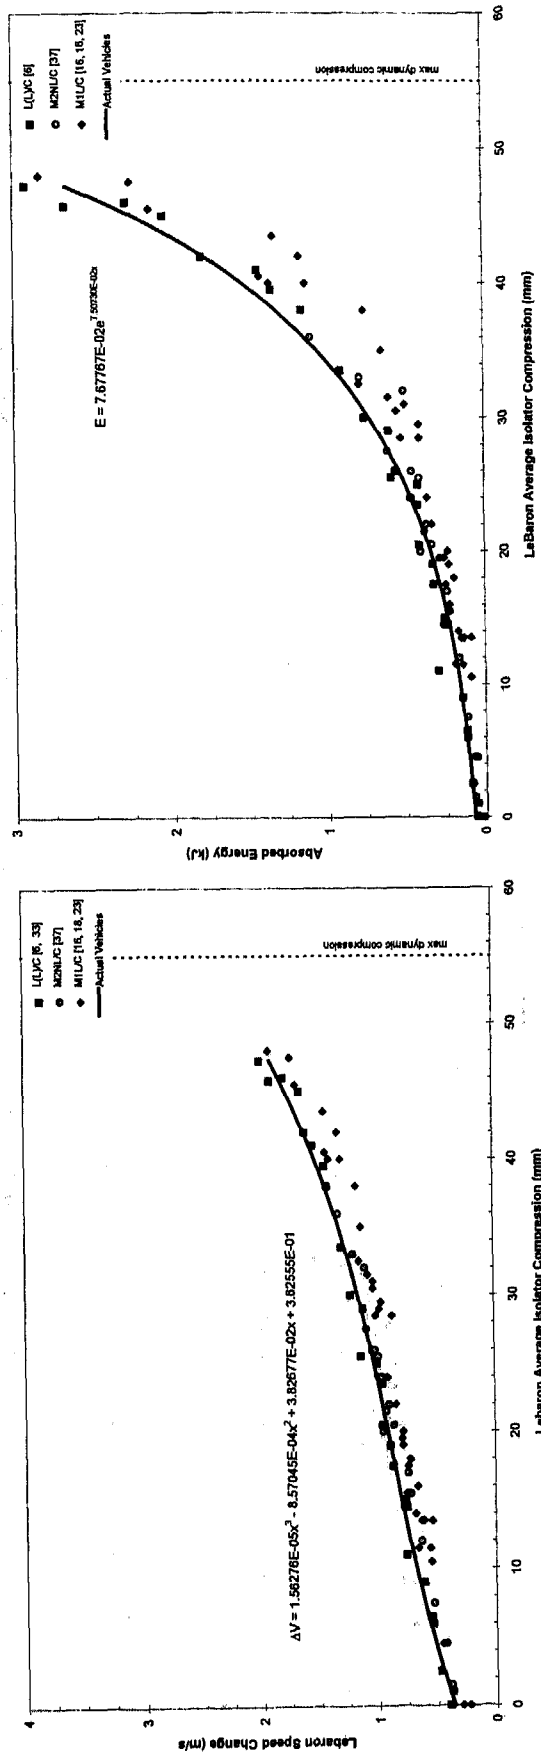 4
3
2
1
0
Lebaron Speed Change (m/s
0
10
20
30
40
50
60
Lebaron Average Isolator Compression (mm)
L(L)/C [6, 33]
M2NL/C [37]
M1L/C [16, 18, 23]
Actual Vehicles
max dynamic compression
ΔV = 1.56276E-05x³ - 8.57045E-04x² + 3.82677E-02x + 3.82555E-01
3
2
1
0
Absorbed Energy (kJ)
0
10
20
30
40
50
60
LaBaron Average Isolator Compression (mm)
L(L)/C [6]
M2NL/C [37]
M1L/C [16, 18, 23]
Actual Vehicles
max dynamic compression
E = 7.67767E-02e^7.50730E-02x